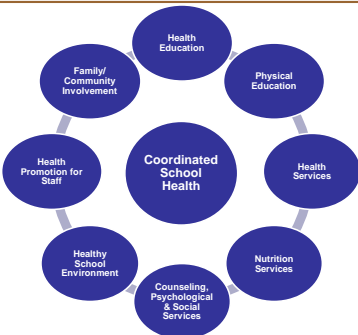 Health
Education
Physical
Education
Health
Services
Nutrition
Services
Counseling,
Psychological
& Social
Services
Healthy
School
Environment
Health
Promotion for
Staff
Family/
Community
Involvement
Coordinated
School
Health